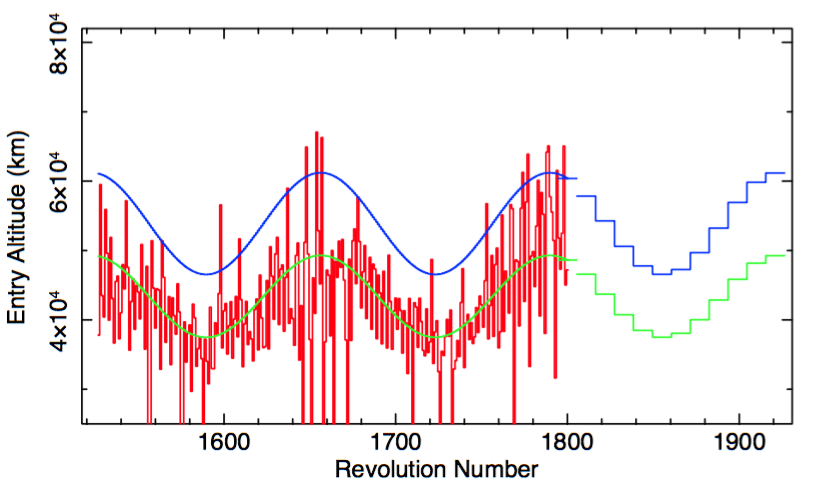 8×10⁴
6×10⁴
4×10⁴
Entry Altitude (km)
1600 1700 1800 1900
Revolution Number